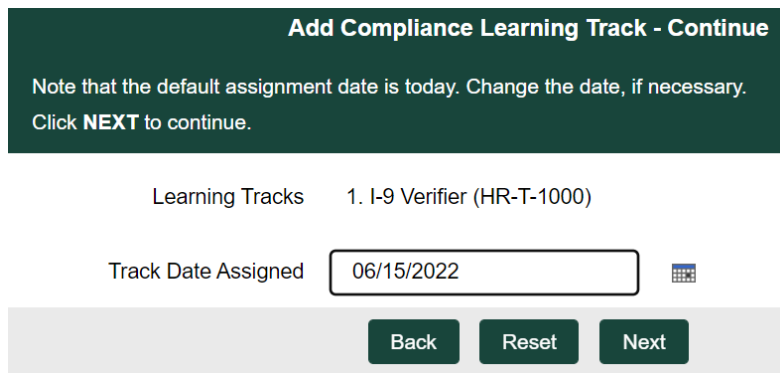 Add Compliance Learning Track - Continue
Note that the default assignment date is today. Change the date, if necessary.
Click NEXT to continue.
Learning Tracks 1. I-9 Verifier (HR-T-1000)
Track Date Assigned 06/15/2022
Back Reset Next